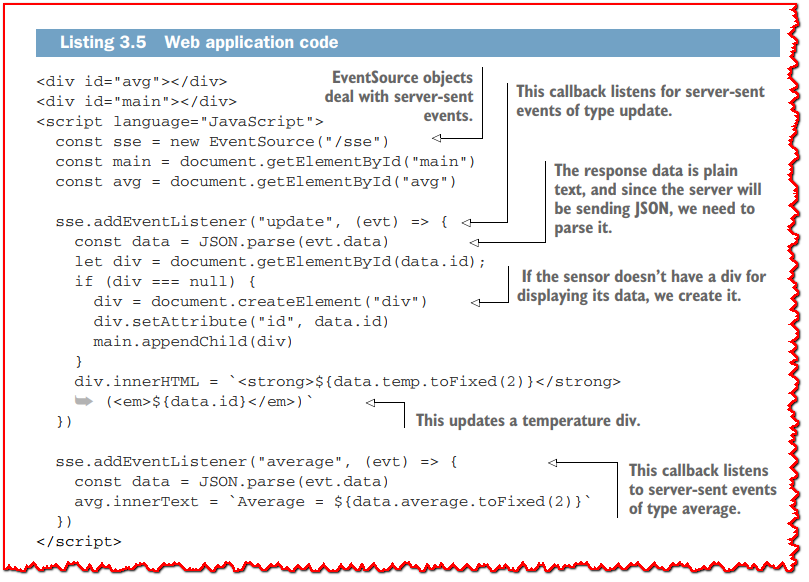 Listing 3.5 Web application code
<div id="avg"></div>
<div id="main"></div>
<script language="JavaScript">
  const sse = new EventSource("/sse")
  const main = document.getElementById("main")
  const avg = document.getElementById("avg")
  sse.addEventListener("update", (evt) => {
    const data = JSON.parse(evt.data)
    let div = document.getElementById(data.id);
    if (div === null) {
      div = document.createElement("div")
      div.setAttribute("id", data.id)
      main.appendChild(div)
    }
    div.innerHTML = `<strong>${data.temp.toFixed(2)}</strong>
    ➥ (<em>${data.id}</em>)`
  })
  sse.addEventListener("average", (evt) => {
    const data = JSON.parse(evt.data)
    avg.innerText = `Average = ${data.average.toFixed(2)}`
  })
</script>
EventSource objects
deal with server-sent
events.
This callback listens for server-sent
events of type update.
The response data is plain
text, and since the server will
be sending JSON, we need to
parse it.
If the sensor doesn’t have a div for
displaying its data, we create it.
This updates a temperature div.
This callback listens
to server-sent events
of type average.